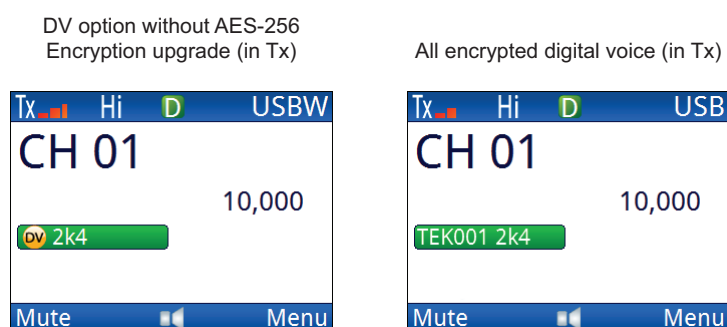 DV option without AES-256
Encryption upgrade (in Tx)
Tx Hi D USBW
CH 01
10,000
DV 2k4
Mute Menu
All encrypted digital voice (in Tx)
Tx Hi D USB
CH 01
10,000
TEK001 2k4
Mute Menu